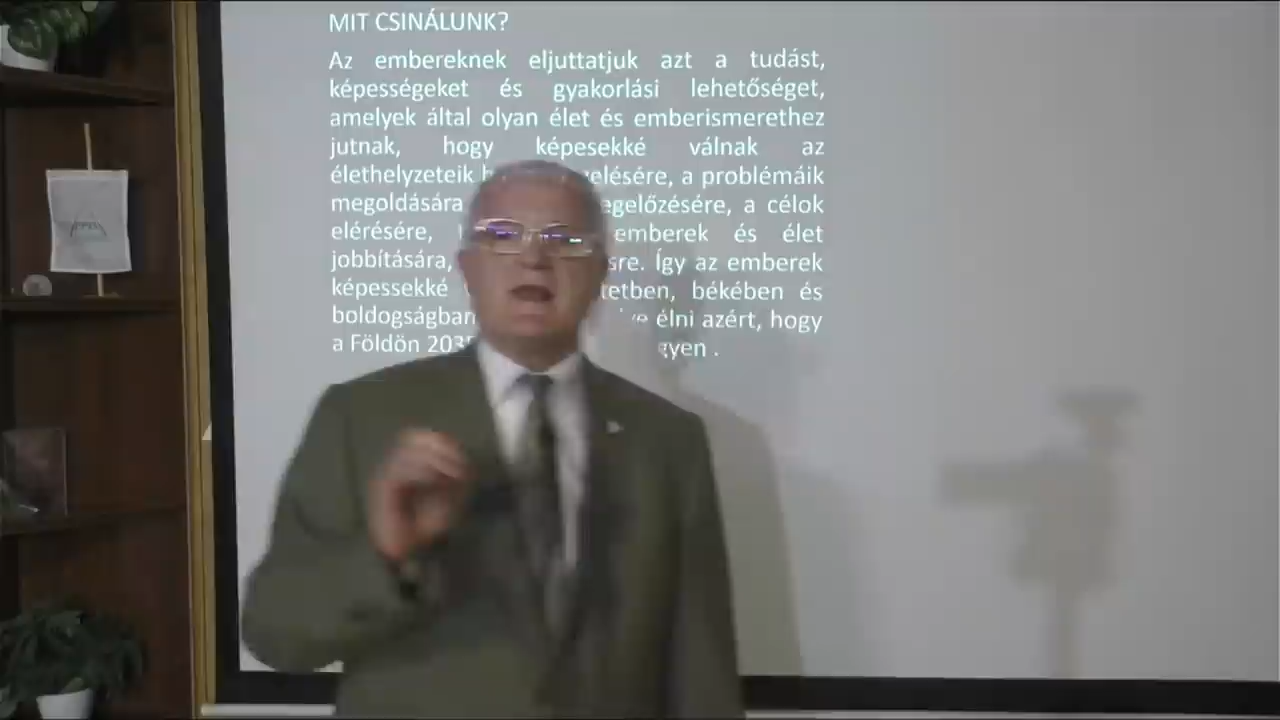 MIT CSINÁLUNK?
Az embereknek eljuttatjuk azt a tudást,
képességeket és gyakorlási lehetőséget,
amelyek által olyan élet és emberismerethez
jutnak, hogy képesekké válnak az
élethelyzeteik, a problémáik
megoldására, a célok
elérésére, emberek és élet
jobbítására, Így az emberek
képessekké békében és
boldogságban élni azért, hogy
a Földön